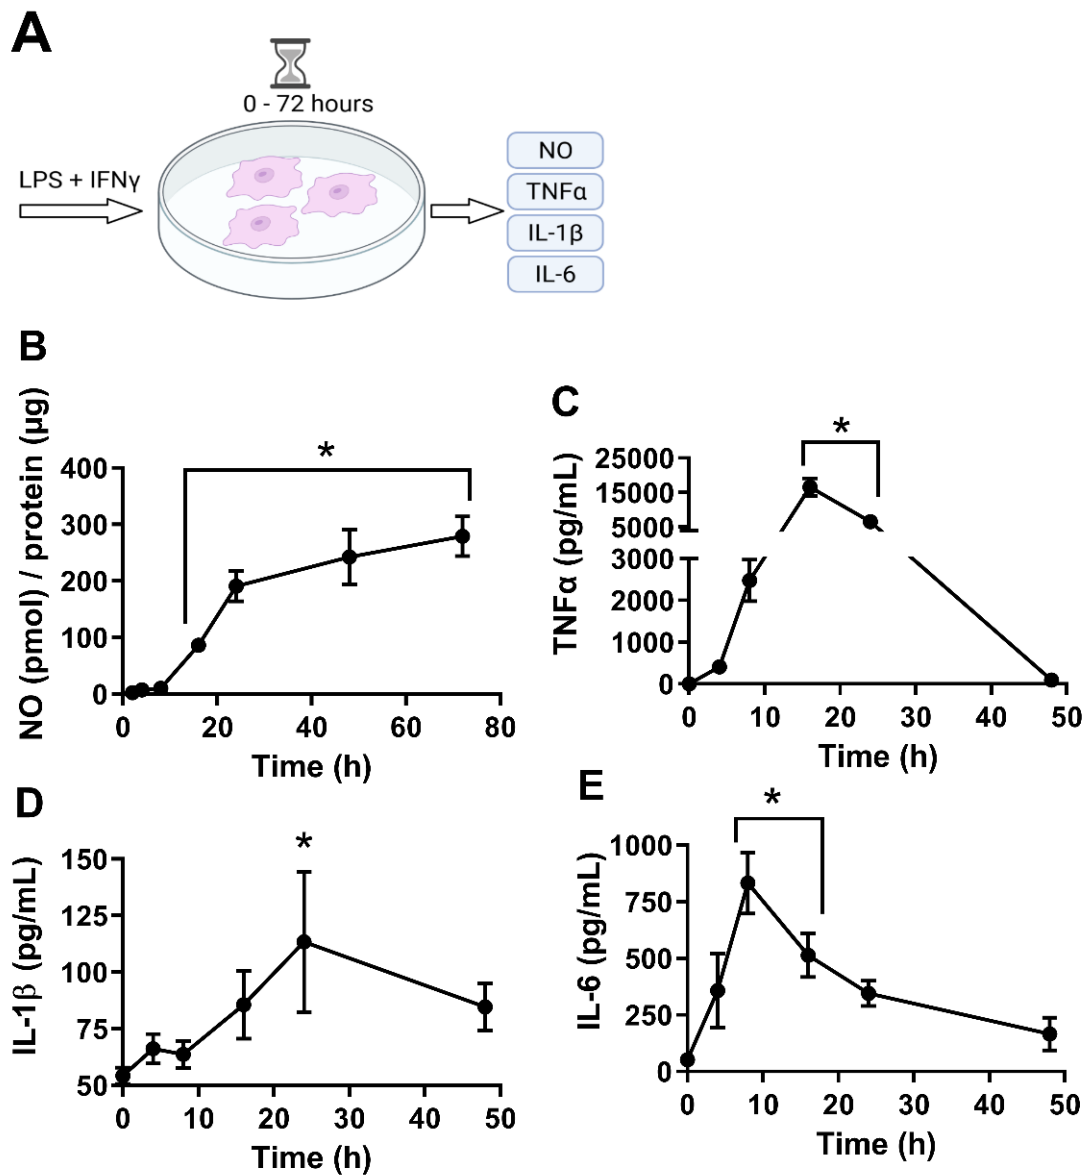 A
0 - 72 hours
LPS + IFNγ
NO
TNFα
IL-1β
IL-6
B
NO (pmol) / protein (µg)
400
300
200
100
0
*
0 20 40 60 80
Time (h)
C
TNFα (pg/mL)
25000
15000
5000
3000
2000
1000
0
*
0 10 20 30 40 50
Time (h)
D
IL-1β (pg/mL)
150
125
100
75
50
*
0 10 20 30 40 50
Time (h)
E
IL-6 (pg/mL)
1000
750
500
250
0
*
0 10 20 30 40 50
Time (h)